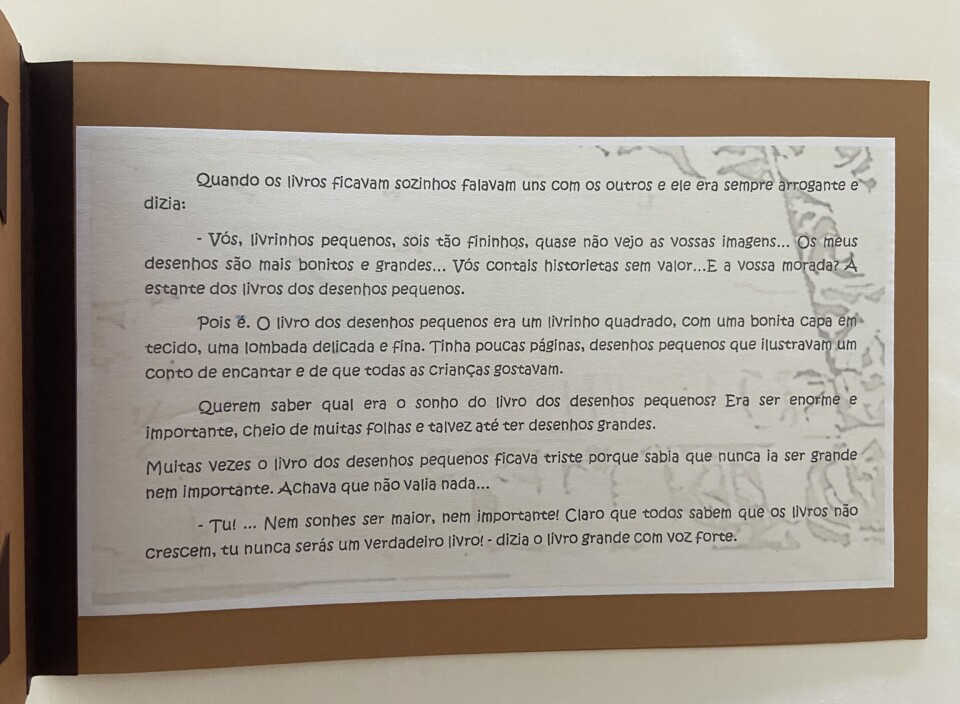 Quando os livros ficavam sozinhos falavam uns com os outros e ele era sempre arrogante e
dizia:
- Vós, livrinhos pequenos, sois tão fininhos, quase não vejo as vossas imagens... Os meus
desenhos são mais bonitos e grandes... Vós contais historietas sem valor...E a vossa morada? A
estante dos livros dos desenhos pequenos.
Pois é. O livro dos desenhos pequenos era um livrinho quadrado, com uma bonita capa em
tecido, uma lombada delicada e fina. Tinha poucas páginas, desenhos pequenos que ilustravam um
conto de encantar e de que todas as crianças gostavam.
Querem saber qual era o sonho do livro dos desenhos pequenos? Era ser enorme e
importante, cheio de muitas folhas e talvez até ter desenhos grandes.
Muitas vezes o livro dos desenhos pequenos ficava triste porque sabia que nunca ia ser grande
nem importante. Achava que não valia nada...
- Tu! ... Nem sonhes ser maior, nem importante! Claro que todos sabem que os livros não
crescem, tu nunca serás um verdadeiro livro! - dizia o livro grande com voz forte.